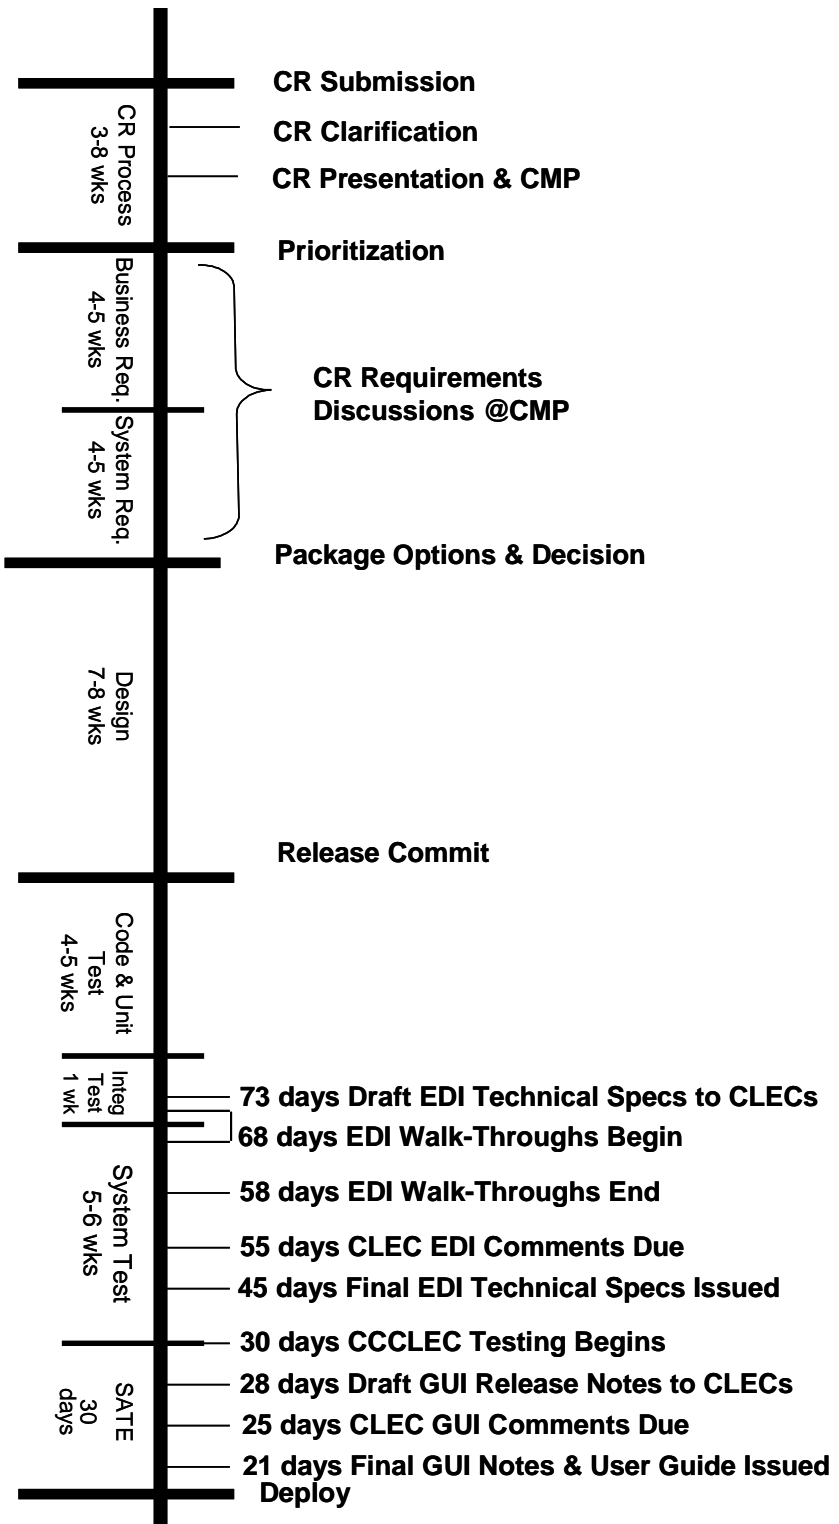 CR Submission
CR Process
3-8 wks
CR Clarification
CR Presentation & CMP
Prioritization
Business Req.
4-5 wks
CR Requirements
Discussions @CMP
System Req.
4-5 wks
Package Options & Decision
Design
7-8 wks
Release Commit
Code & Unit
Test
4-5 wks
Integ
Test
1 wk
73 days Draft EDI Technical Specs to CLECs
68 days EDI Walk-Throughs Begin
System Test
5-6 wks
58 days EDI Walk-Throughs End
55 days CLEC EDI Comments Due
45 days Final EDI Technical Specs Issued
30 days CCCLEC Testing Begins
SATE
30
days
28 days Draft GUI Release Notes to CLECs
25 days CLEC GUI Comments Due
21 days Final GUI Notes & User Guide Issued
Deploy